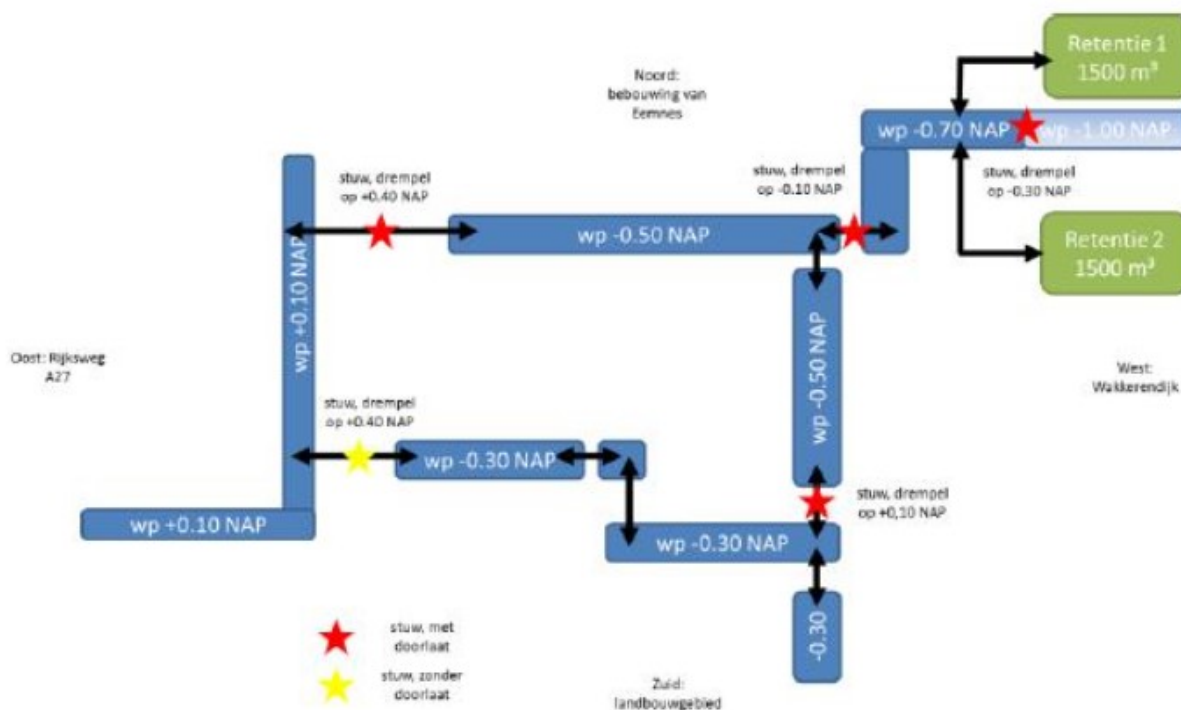 Retentie 1
1500 m³
Noord:
bebouwing van
Eemnes
wp -0.70 NAP
wp -1.00 NAP
stuw, drempel
op +0.40 NAP
stuw, drempel
op -0.10 NAP
stuw, drempel
op -0.30 NAP
wp -0.50 NAP
Retentie 2
1500 m³
wp +0.10 NAP
wp -0.50 NAP
Oost: Rijksweg
A27
West:
Wakkerendijk
stuw, drempel
op +0.40 NAP
wp -0.30 NAP
stuw, drempel
op +0,10 NAP
wp +0.10 NAP
wp -0.30 NAP
-0.30
stuw, met
doorlaat
stuw, zonder
doorlaat
Zuid:
landbouwgebied